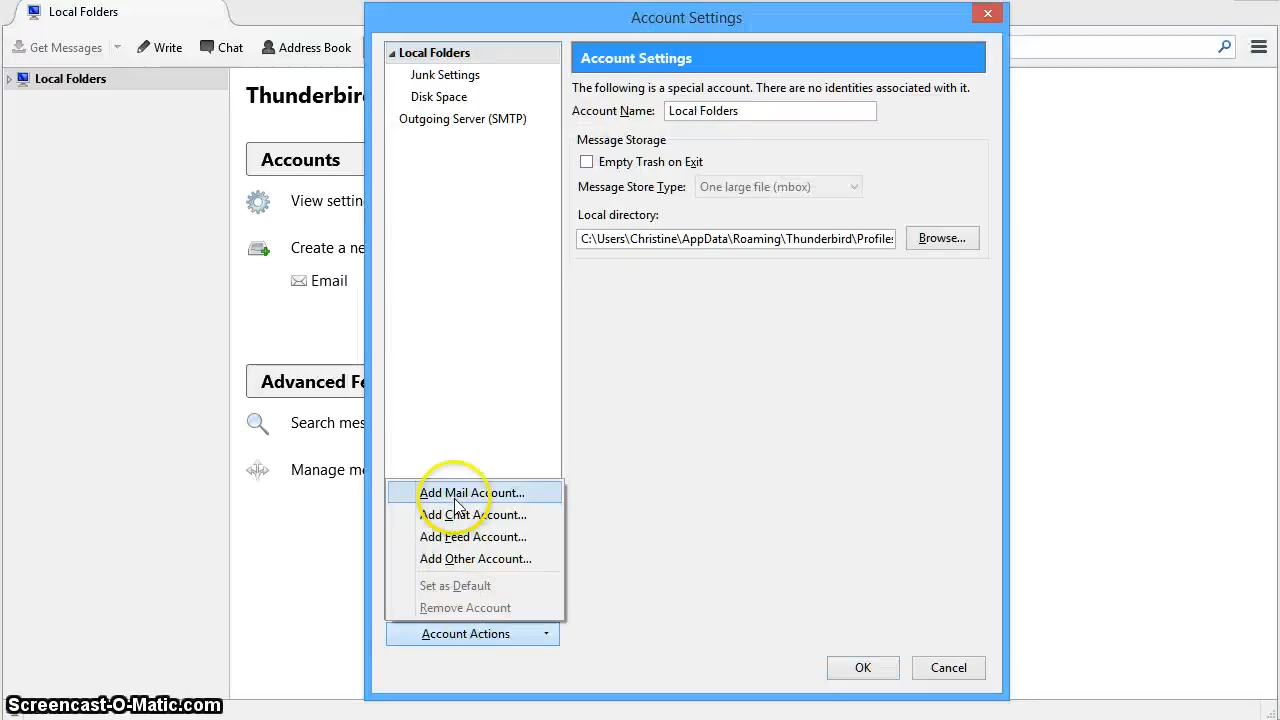 Local Folders
Get Messages
Write
Chat
Address Book
Local Folders
Thunderbird
Accounts
View settin
Create a ne
Email
Advanced Fe
Search mes
Manage me
Account Settings
Local Folders
Junk Settings
Disk Space
Outgoing Server (SMTP)
Account Settings
The following is a special account. There are no identities associated with it.
Account Name: Local Folders
Message Storage
Empty Trash on Exit
Message Store Type: One large file (mbox)
Local directory:
C:\Users\Christine\AppData\Roaming\Thunderbird\Profiles
Browse...
Add Mail Account...
Add Chat Account...
Add Feed Account...
Add Other Account...
Set as Default
Remove Account
Account Actions
OK
Cancel
Screencast-O-Matic.com